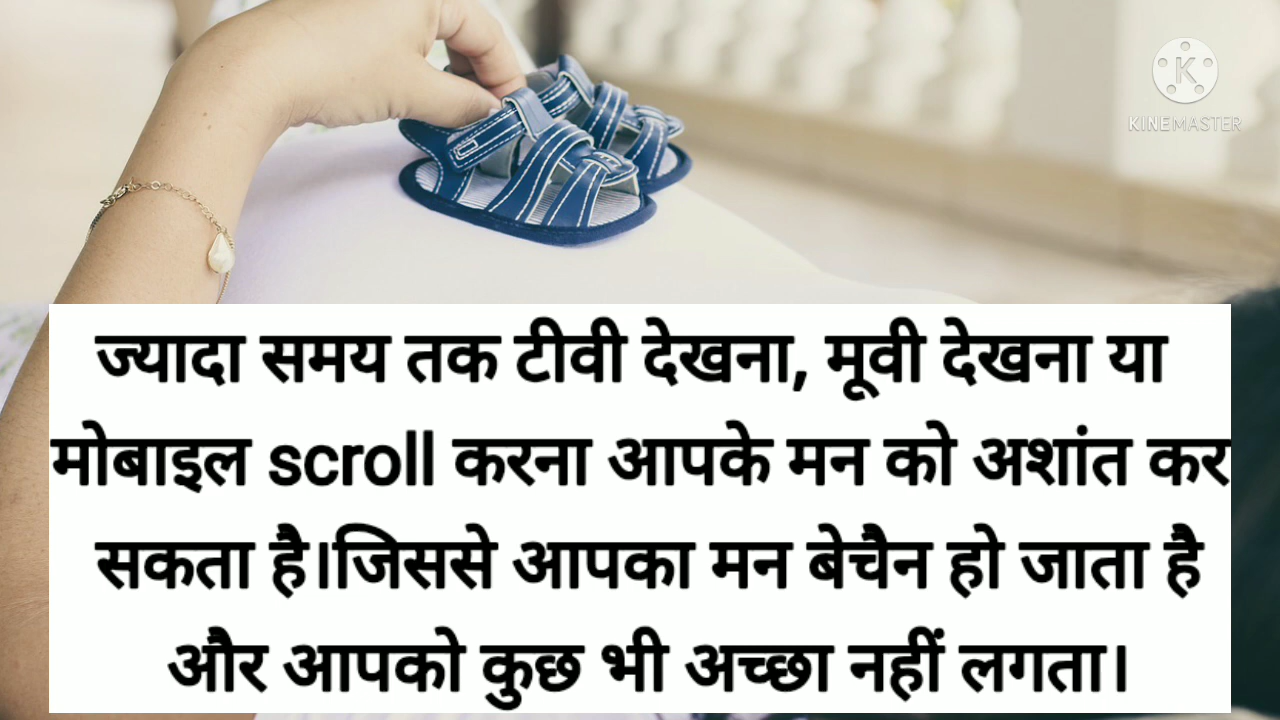 KINEMASTER
ज्यादा समय तक टीवी देखना, मूवी देखना या
मोबाइल scroll करना आपके मन को अशांत कर
सकता है।जिससे आपका मन बेचैन हो जाता है
और आपको कुछ भी अच्छा नहीं लगता।